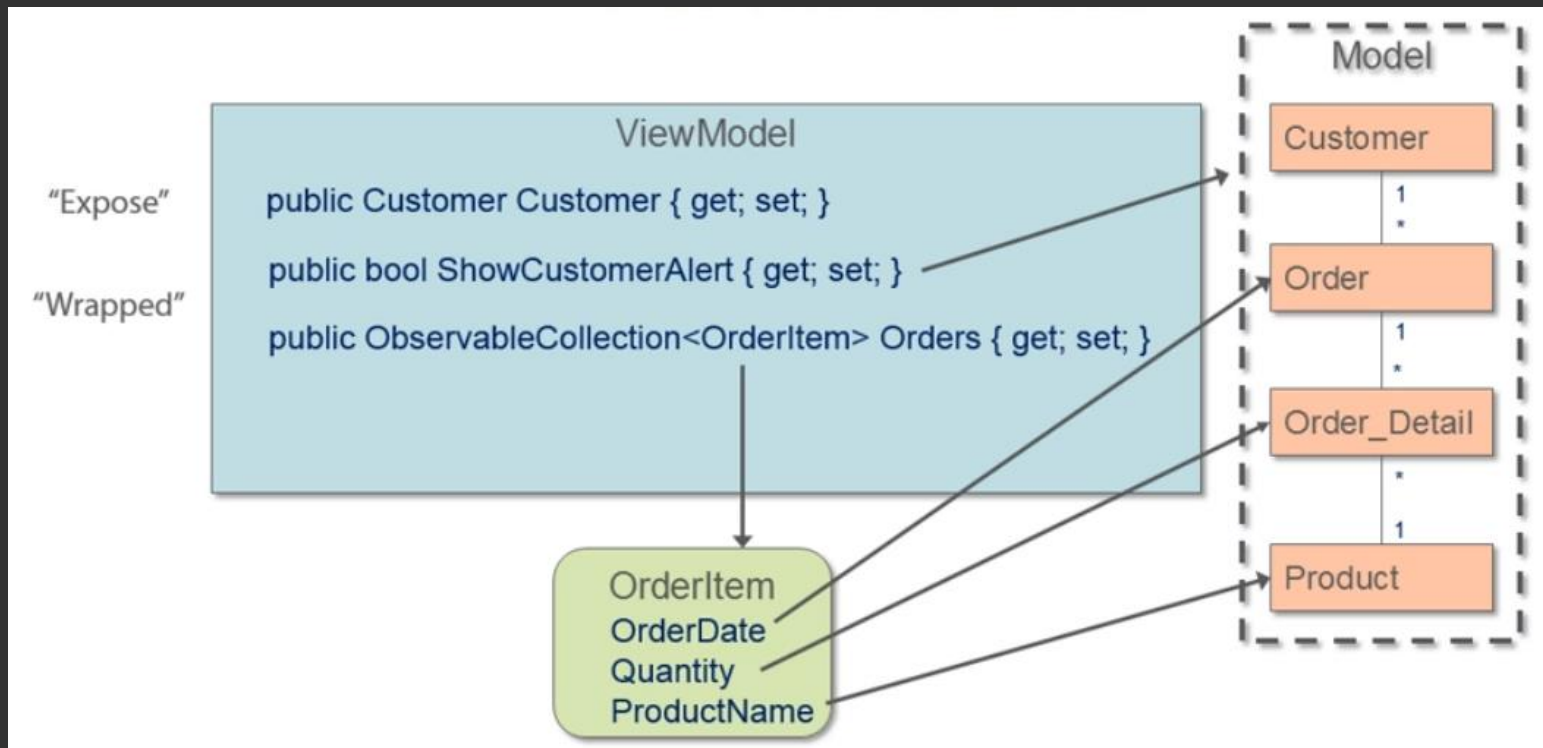 Model
ViewModel
Customer
"Expose"
public Customer Customer { get; set; }
1
*
public bool ShowCustomerAlert { get; set; }
Order
"Wrapped"
public ObservableCollection<OrderItem> Orders { get; set; }
1
*
Order_Detail
*
1
OrderItem
Product
OrderDate
Quantity
ProductName